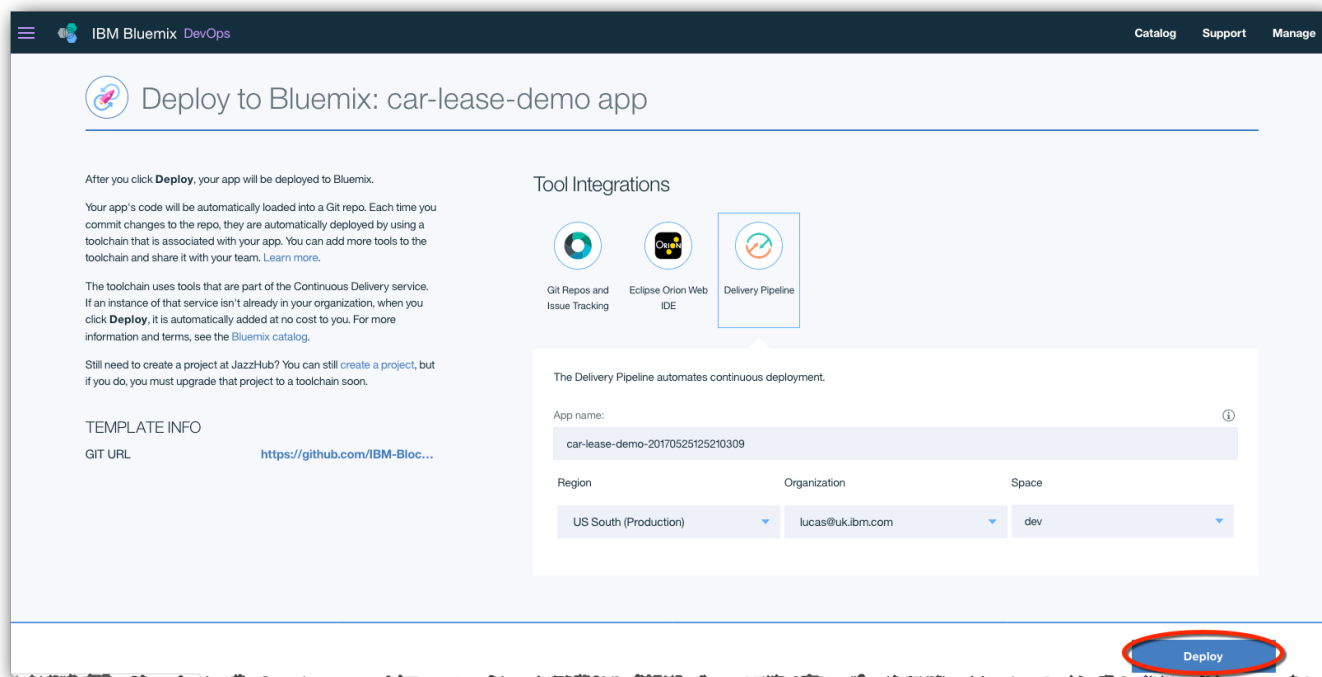 IBM Bluemix DevOps
Catalog Support Manage
Deploy to Bluemix: car-lease-demo app
After you click Deploy, your app will be deployed to Bluemix.
Your app's code will be automatically loaded into a Git repo. Each time you
commit changes to the repo, they are automatically deployed by using a
toolchain that is associated with your app. You can add more tools to the
toolchain and share it with your team. Learn more.
The toolchain uses tools that are part of the Continuous Delivery service.
If an instance of that service isn't already in your organization, when you
click Deploy, it is automatically added at no cost to you. For more
information and terms, see the Bluemix catalog.
Still need to create a project at JazzHub? You can still create a project, but
if you do, you must upgrade that project to a toolchain soon.
TEMPLATE INFO
GIT URL https://github.com/IBM-Bloc...
Tool Integrations
ORION
Git Repos and
Issue Tracking
Eclipse Orion Web
IDE
Delivery Pipeline
The Delivery Pipeline automates continuous deployment.
App name:
car-lease-demo-20170525125210309
Region Organization Space
US South (Production) lucas@uk.ibm.com dev
Deploy